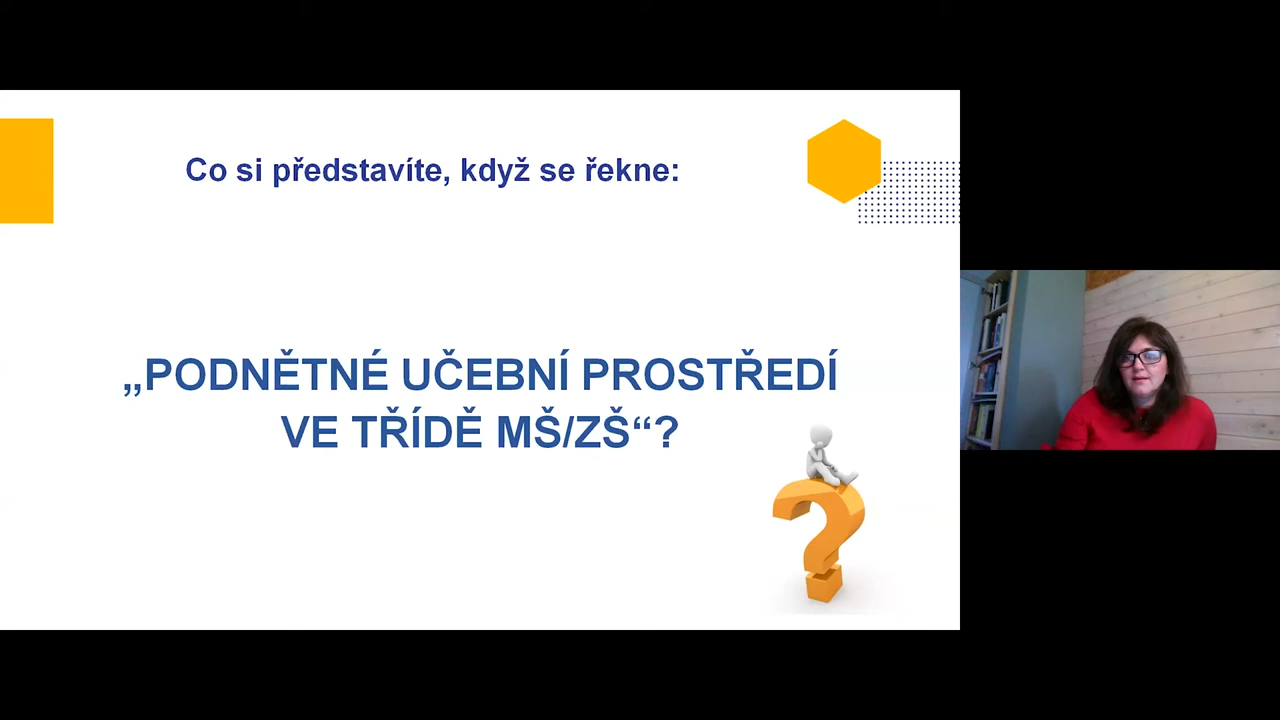 Co si představíte, když se řekne:
„PODNĚTNÉ UČEBNÍ PROSTŘEDÍ
VE TŘÍDĚ MŠ/ZŠ“?